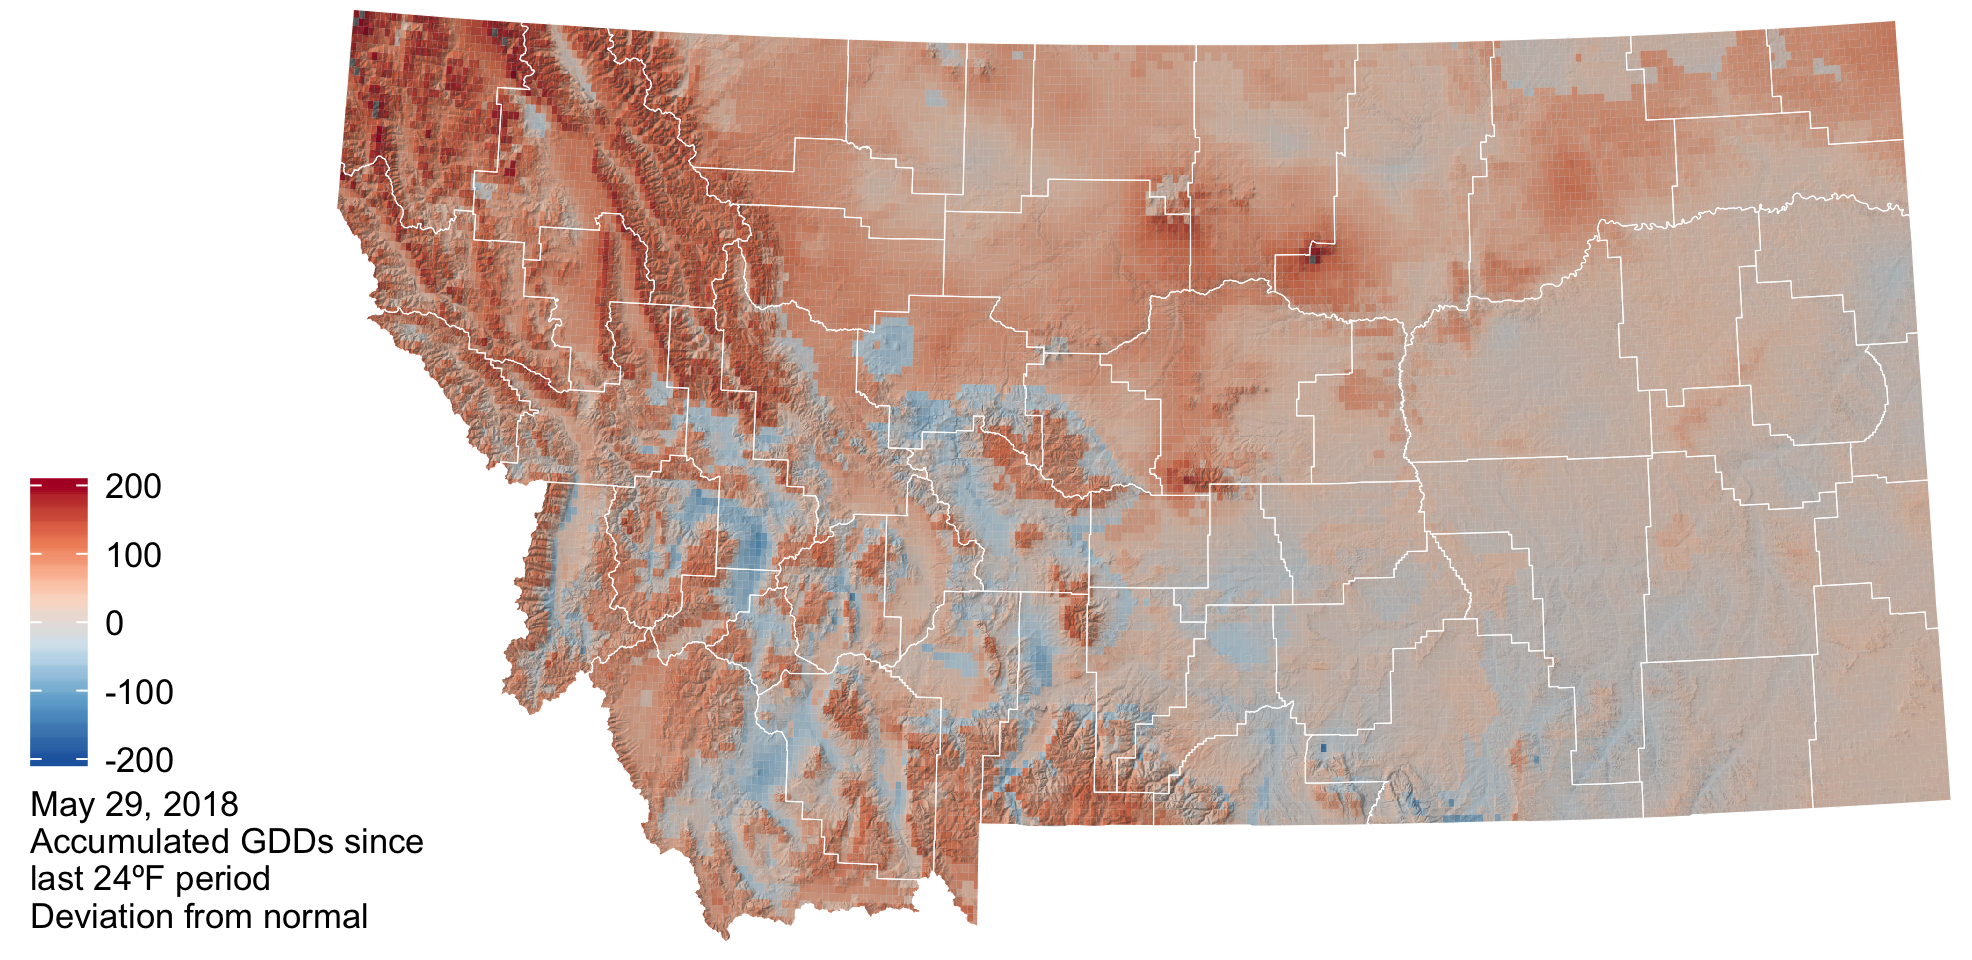 200
100
0
-100
-200
May 29, 2018
Accumulated GDDs since
last 24ºF period
Deviation from normal